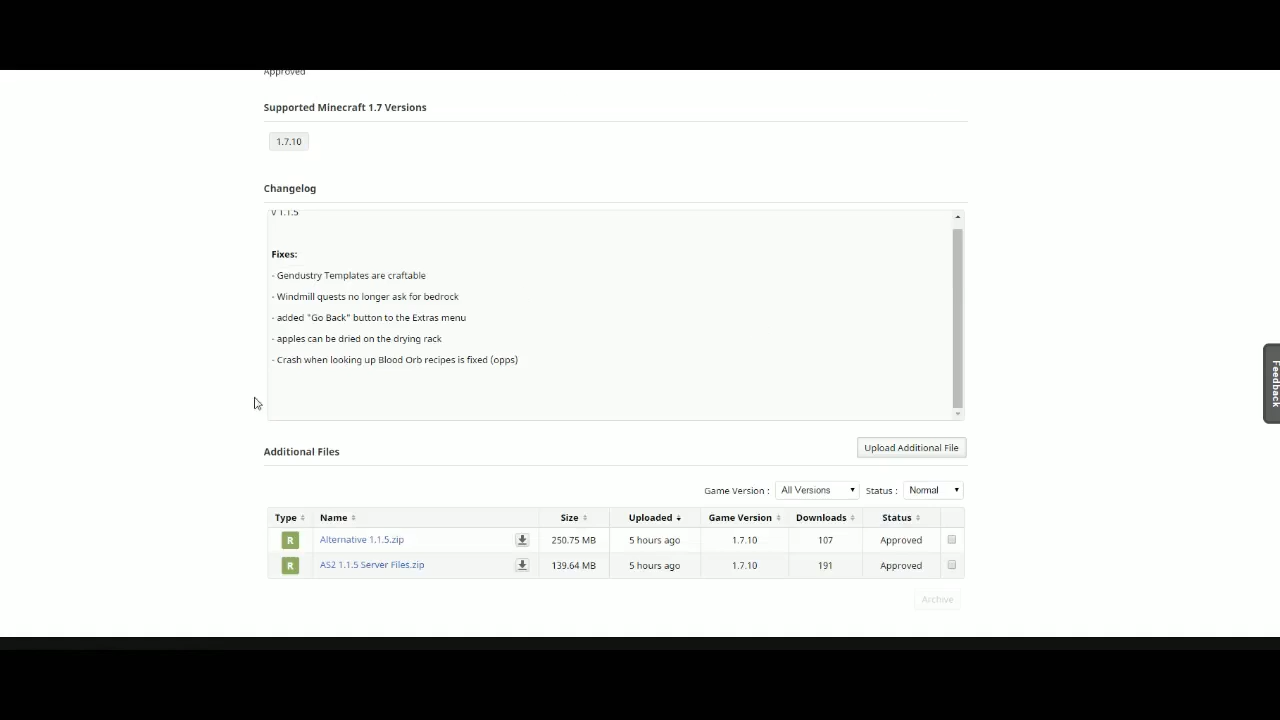 Approved
Supported Minecraft 1.7 Versions
1.7.10
Changelog
V 1.1.5
Fixes:
- Gendustry Templates are craftable
- Windmill quests no longer ask for bedrock
- added "Go Back" button to the Extras menu
- apples can be dried on the drying rack
- Crash when looking up Blood Orb recipes is fixed (opps)
Feedback
Additional Files
Upload Additional File
Game Version : All Versions Status : Normal
Type Name Size Uploaded Game Version Downloads Status
R Alternative 1.1.5.zip 250.75 MB 5 hours ago 1.7.10 107 Approved
R AS2 1.1.5 Server Files.zip 139.64 MB 5 hours ago 1.7.10 191 Approved
Archive